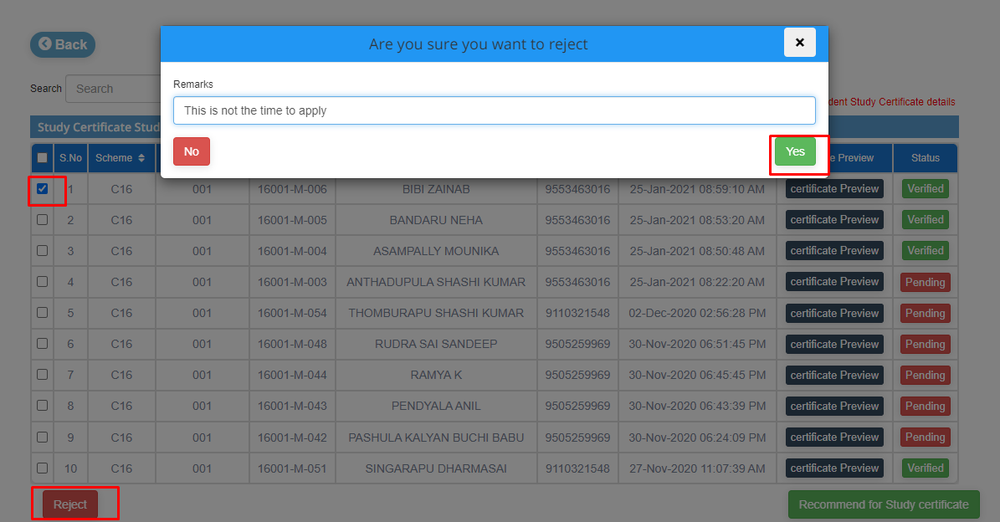 Back
Are you sure you want to reject
×
Remarks
This is not the time to apply
No
Yes
Search Search
dent Study Certificate details
Study Certificate Stud
S.No Scheme e Preview Status
1 C16 001 16001-M-006 BIBI ZAINAB 9553463016 25-Jan-2021 08:59:10 AM certificate Preview Verified
2 C16 001 16001-M-005 BANDARU NEHA 9553463016 25-Jan-2021 08:53:20 AM certificate Preview Verified
3 C16 001 16001-M-004 ASAMPALLY MOUNIKA 9553463016 25-Jan-2021 08:50:48 AM certificate Preview Verified
4 C16 001 16001-M-003 ANTHADUPULA SHASHI KUMAR 9553463016 25-Jan-2021 08:22:20 AM certificate Preview Pending
5 C16 001 16001-M-054 THOMBURAPU SHASHI KUMAR 9110321548 02-Dec-2020 02:56:28 PM certificate Preview Pending
6 C16 001 16001-M-048 RUDRA SAI SANDEEP 9505259969 30-Nov-2020 06:51:45 PM certificate Preview Pending
7 C16 001 16001-M-044 RAMYA K 9505259969 30-Nov-2020 06:45:45 PM certificate Preview Pending
8 C16 001 16001-M-043 PENDYALA ANIL 9505259969 30-Nov-2020 06:43:39 PM certificate Preview Pending
9 C16 001 16001-M-042 PASHULA KALYAN BUCHI BABU 9505259969 30-Nov-2020 06:24:09 PM certificate Preview Pending
10 C16 001 16001-M-051 SINGARAPU DHARMASAI 9110321548 27-Nov-2020 11:07:39 AM certificate Preview Verified
Reject
Recommend for Study certificate